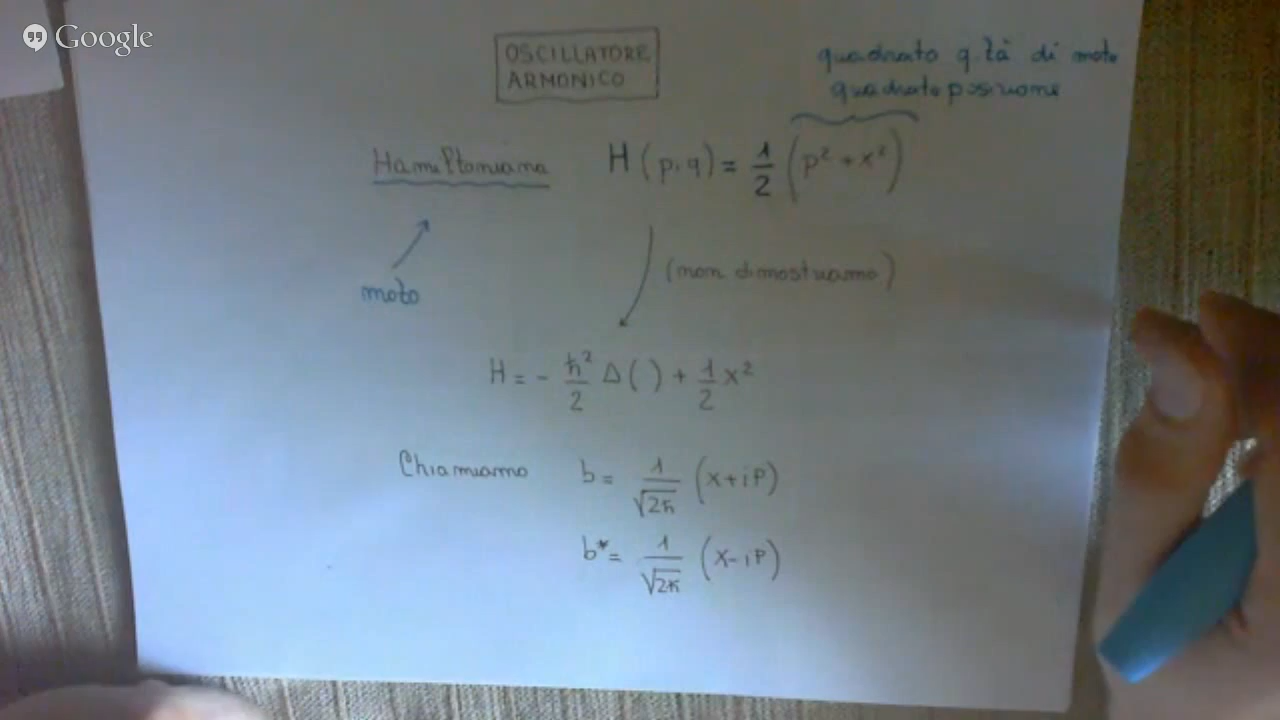 Google
OSCILLATORE
ARMONICO
quadrato q.tà di moto
quadrato posizione
Hamiltoniana H(p,q) = 1/2 (p² + x²)
moto
(non dimostriamo)
H = - ℏ²/2 Δ( ) + 1/2 x²
Chiamiamo b = 1/√2ℏ (x+iP)
b* = 1/√2ℏ (x-iP)